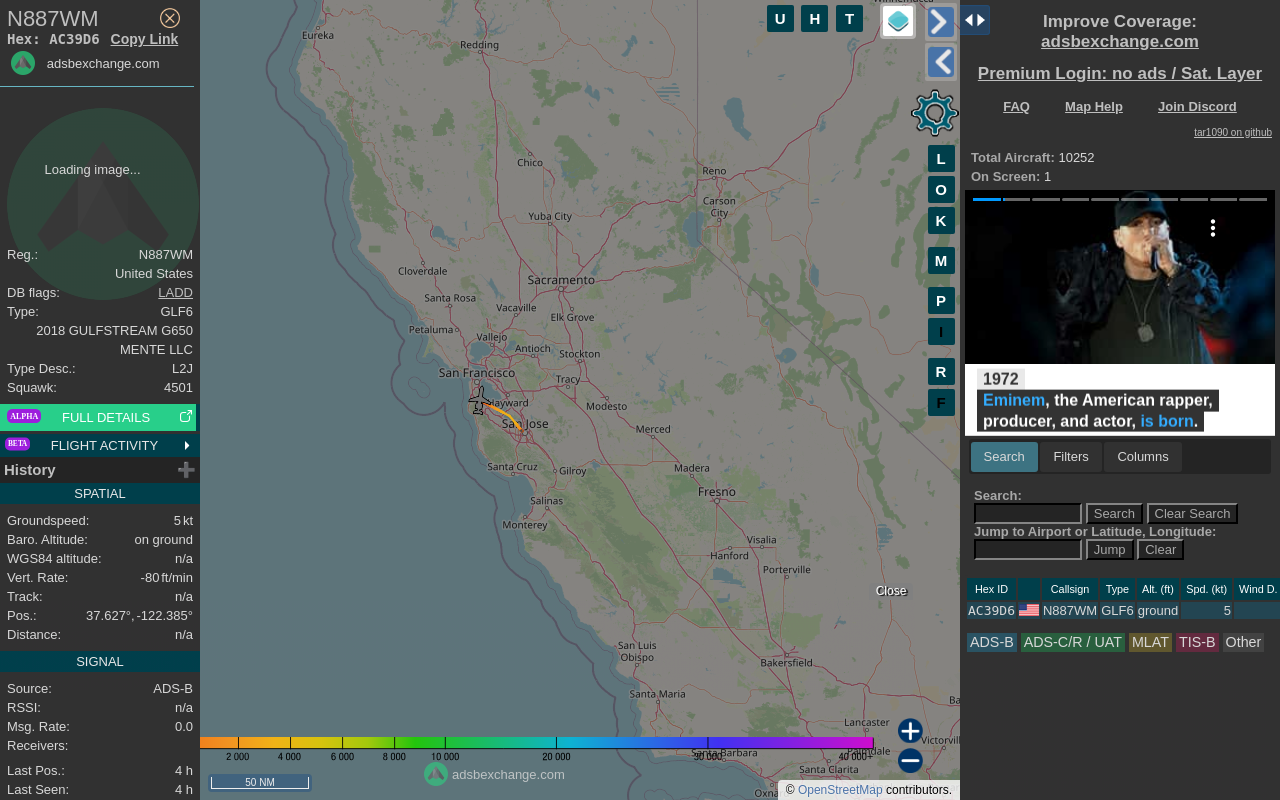 N887WM
Hex: AC39D6 Copy Link
adsbexchange.com
Loading image...
Reg.: N887WM
United States
DB flags: LADD
Type: GLF6
2018 GULFSTREAM G650
MENTE LLC
Type Desc.: L2J
Squawk: 4501
ALPHA FULL DETAILS
BETA FLIGHT ACTIVITY
History
SPATIAL
Groundspeed: 5 kt
Baro. Altitude: on ground
WGS84 altitude: n/a
Vert. Rate: -80 ft/min
Track: n/a
Pos.: 37.627°, -122.385°
Distance: n/a
SIGNAL
Source: ADS-B
RSSI: n/a
Msg. Rate: 0.0
Receivers:
Last Pos.: 4 h
Last Seen: 4 h
U H T
L
O
K
M
P
I
R
F
Eureka
Redding
Chico
Reno
Carson
City
Yuba City
Cloverdale
Sacramento
Santa Rosa
Vacaville
Elk Grove
Petaluma
Vallejo
Antioch
Stockton
San Francisco
Tracy
Hayward
Modesto
San Jose
Merced
Santa Cruz
Gilroy
Madera
Salinas
Fresno
Monterey
Visalia
Hanford
Porterville
Close
San Luis
Obispo
Bakersfield
Santa Maria
Lancaster
Santa Barbara
Palmdale
Santa Clarita
2 000 4 000 6 000 8 000 10 000 20 000 30 000 40 000+
adsbexchange.com
50 NM
© OpenStreetMap contributors.
Improve Coverage:
adsbexchange.com
Premium Login: no ads / Sat. Layer
FAQ Map Help Join Discord
tar1090 on github
Total Aircraft: 10252
On Screen: 1
1972
Eminem, the American rapper,
producer, and actor, is born.
Search Filters Columns
Search:
Search Clear Search
Jump to Airport or Latitude, Longitude:
Jump Clear
Hex ID Callsign Type Alt. (ft) Spd. (kt) Wind D.
AC39D6 N887WM GLF6 ground 5
ADS-B ADS-C/R / UAT MLAT TIS-B Other